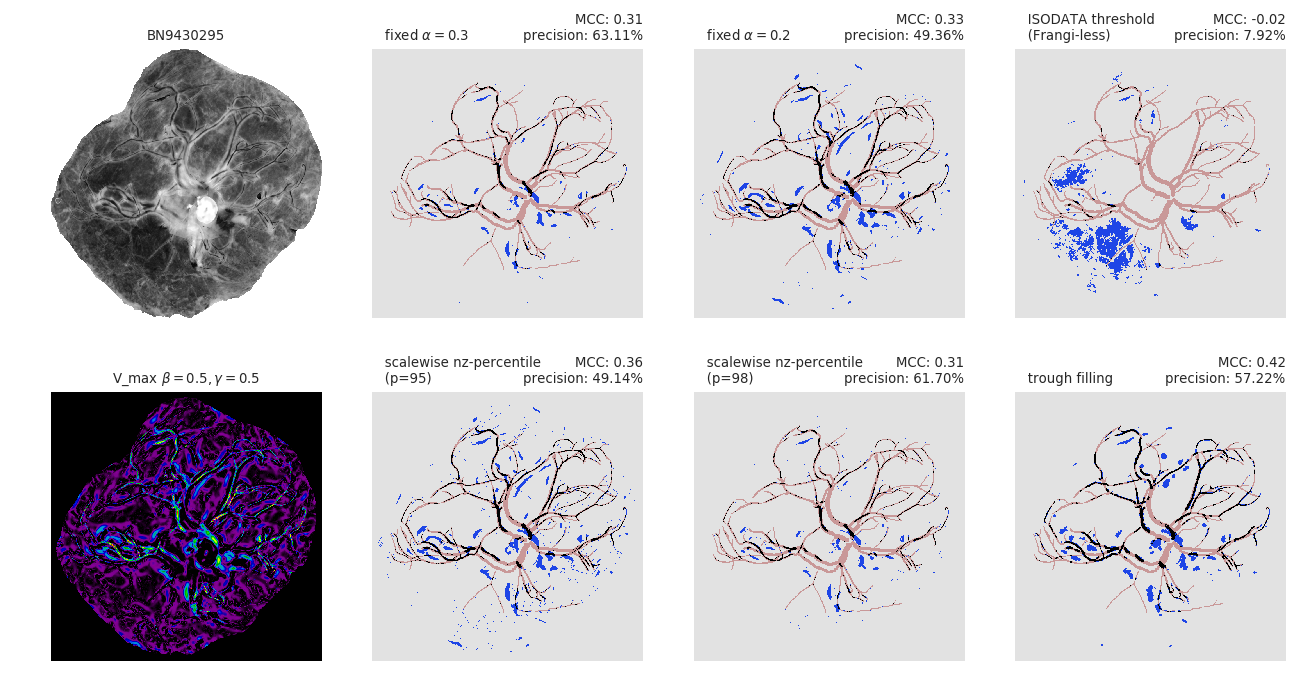 BN9430295
fixed α = 0.3
MCC: 0.31
precision: 63.11%
fixed α = 0.2
MCC: 0.33
precision: 49.36%
ISODATA threshold
(Frangi-less)
MCC: -0.02
precision: 7.92%
V_max β = 0.5, γ = 0.5
scalewise nz-percentile
(p=95)
MCC: 0.36
precision: 49.14%
scalewise nz-percentile
(p=98)
MCC: 0.31
precision: 61.70%
trough filling
MCC: 0.42
precision: 57.22%